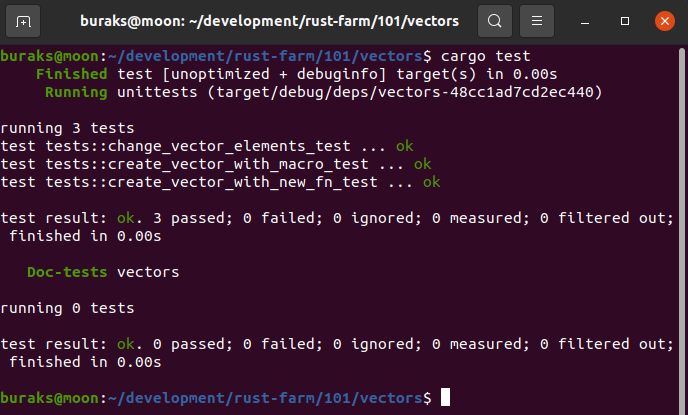 buraks@moon: ~/development/rust-farm/101/vectors
buraks@moon:~/development/rust-farm/101/vectors$ cargo test
    Finished test [unoptimized + debuginfo] target(s) in 0.00s
     Running unittests (target/debug/deps/vectors-48cc1ad7cd2ec440)
running 3 tests
test tests::change_vector_elements_test ... ok
test tests::create_vector_with_macro_test ... ok
test tests::create_vector_with_new_fn_test ... ok
test result: ok. 3 passed; 0 failed; 0 ignored; 0 measured; 0 filtered out;
 finished in 0.00s
   Doc-tests vectors
running 0 tests
test result: ok. 0 passed; 0 failed; 0 ignored; 0 measured; 0 filtered out;
 finished in 0.00s
buraks@moon:~/development/rust-farm/101/vectors$